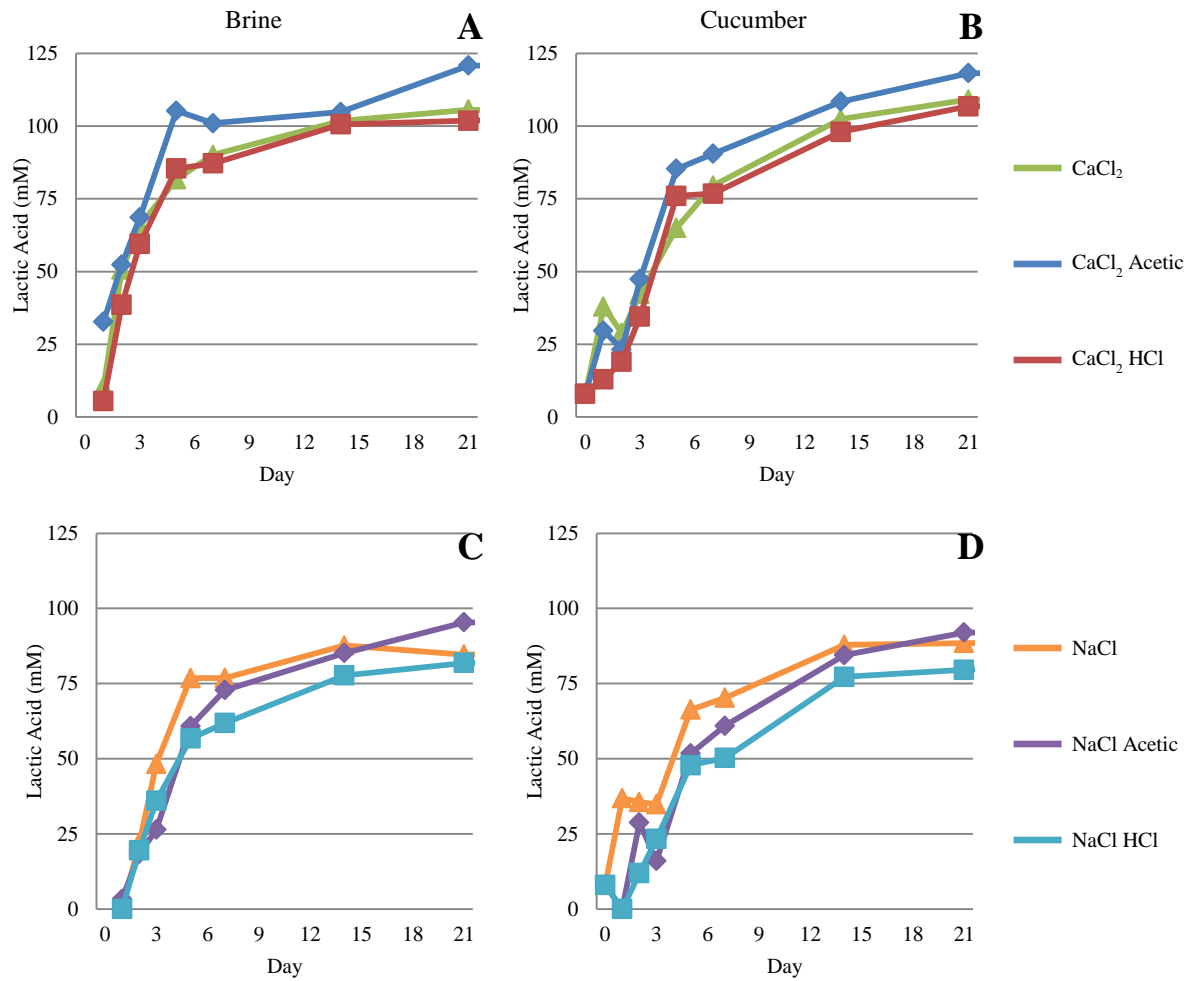 Brine
A
Cucumber
B
125
100
75
50
25
0
Lactic Acid (mM)
0 3 6 9 12 15 18 21
Day
125
100
75
50
25
0
Lactic Acid (mM)
0 3 6 9 12 15 18 21
Day
CaCl₂
CaCl₂ Acetic
CaCl₂ HCl
C
D
125
100
75
50
25
0
Lactic Acid (mM)
0 3 6 9 12 15 18 21
Day
125
100
75
50
25
0
Lactic Acid (mM)
0 3 6 9 12 15 18 21
Day
NaCl
NaCl Acetic
NaCl HCl